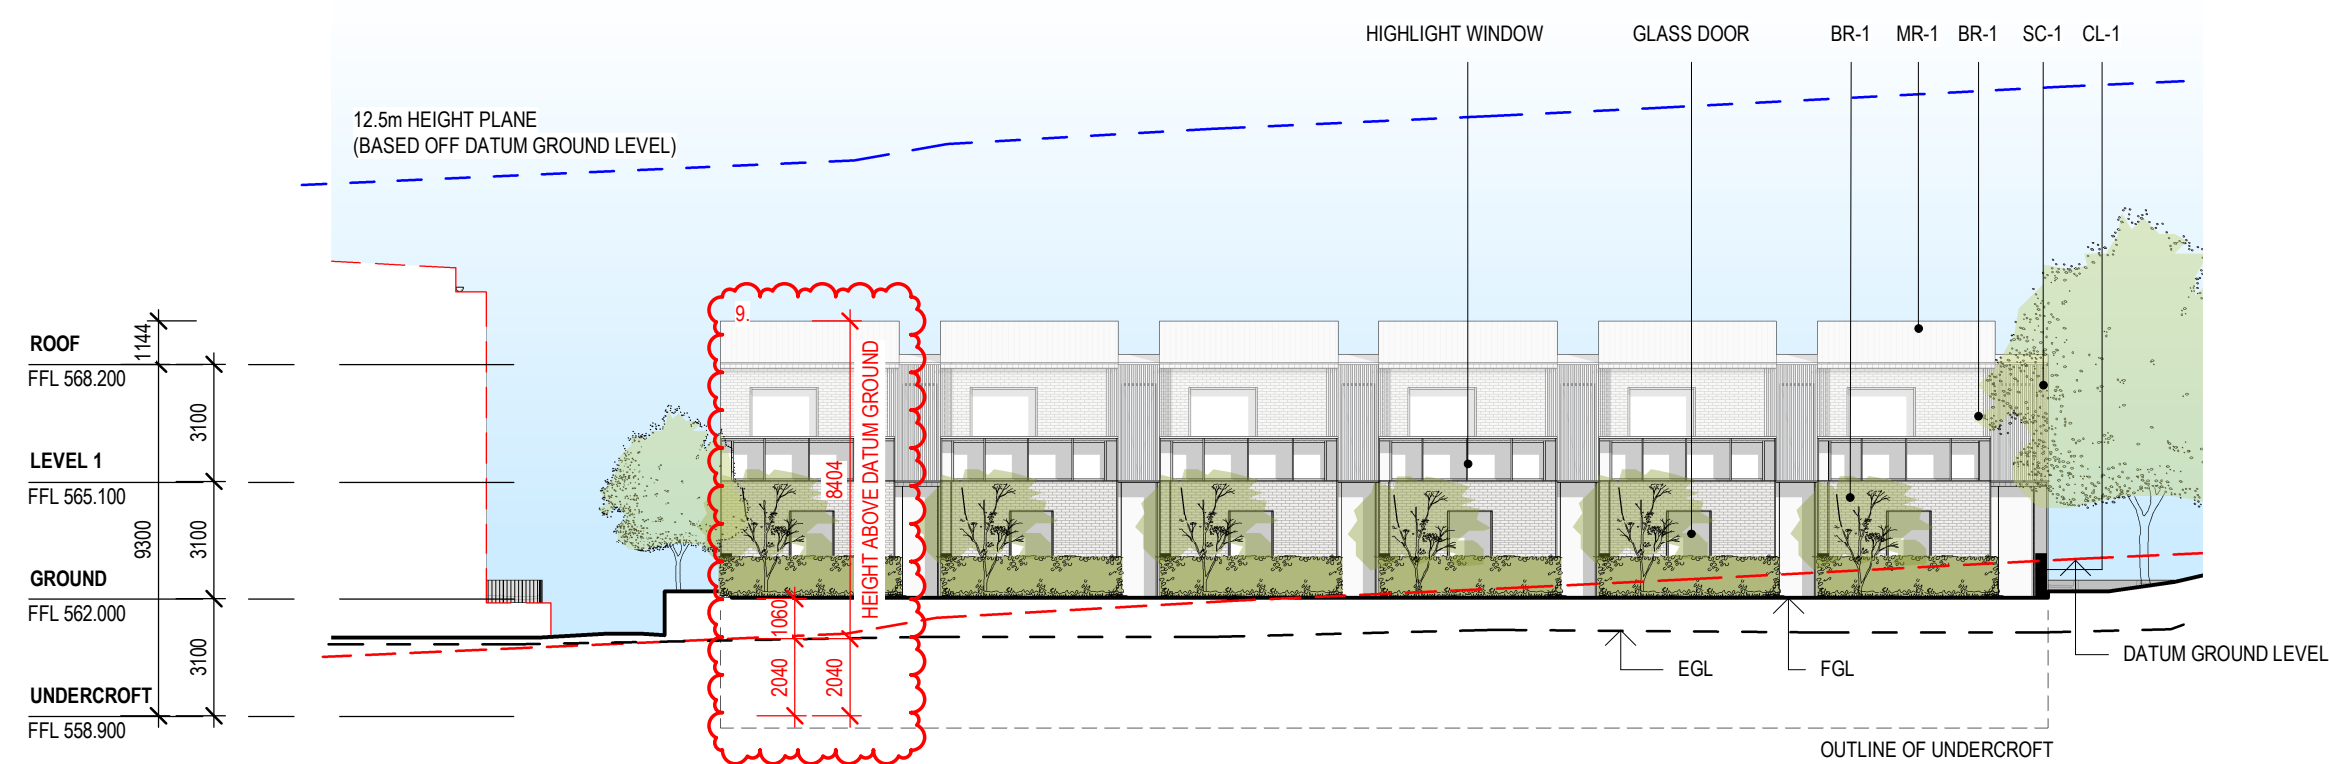 HIGHLIGHT WINDOW
GLASS DOOR
BR-1
MR-1
BR-1
SC-1
CL-1
12.5m HEIGHT PLANE
(BASED OFF DATUM GROUND LEVEL)
9.
1144
ROOF
FFL 568.200
3100
HEIGHT ABOVE DATUM GROUND
8404
LEVEL 1
FFL 565.100
9300
3100
GROUND
FFL 562.000
1060
3100
2040
2040
UNDERCROFT
FFL 558.900
EGL
FGL
DATUM GROUND LEVEL
OUTLINE OF UNDERCROFT